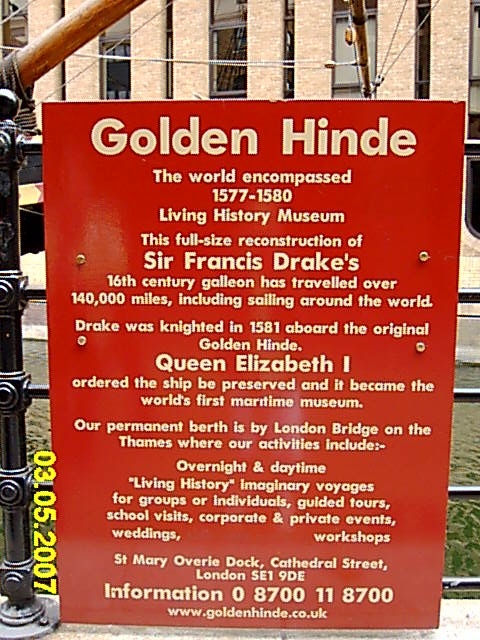 Golden Hinde
The world encompassed
1577-1580
Living History Museum
This full-size reconstruction of
Sir Francis Drake's
16th century galleon has travelled over
140,000 miles, including sailing around the world.
Drake was knighted in 1581 aboard the original
Golden Hinde.
Queen Elizabeth I
ordered the ship be preserved and it became the
world's first maritime museum.
Our permanent berth is by London Bridge on the
Thames where our activities include:-
Overnight & daytime
"Living History" imaginary voyages
for groups or individuals, guided tours,
school visits, corporate & private events,
weddings, workshops
St Mary Overie Dock, Cathedral Street,
London SE1 9DE
Information 0 8700 11 8700
www.goldenhinde.co.uk
03.05.2007